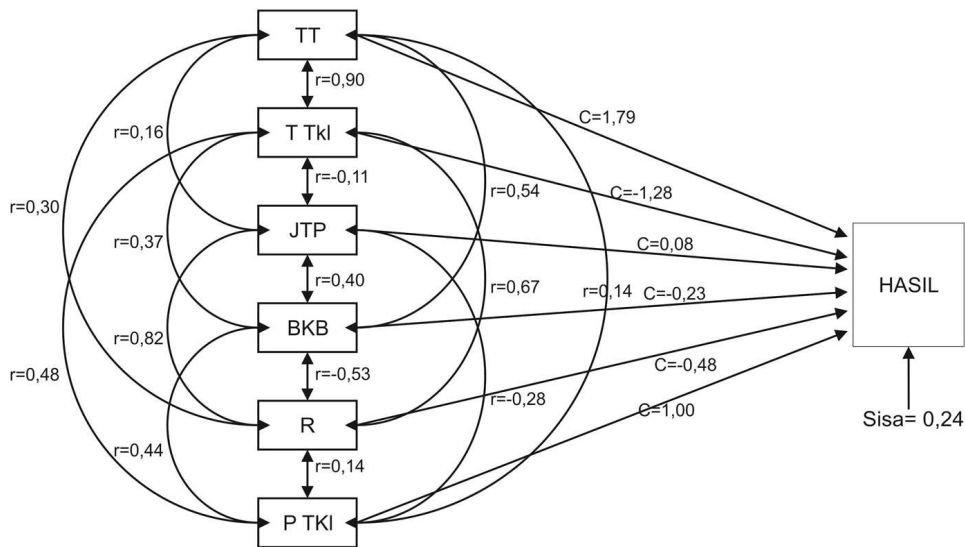 TT
r=0,90
C=1,79
r=0,16
T Tkl
r=-0,11
r=0,54
C=-1,28
r=0,30
r=0,37
JTP
C=0,08
r=0,40
r=0,67
r=0,14
C=-0,23
HASIL
r=0,82
BKB
r=0,48
r=-0,53
r=-0,28
C=-0,48
C=1,00
R
Sisa= 0,24
r=0,44
r=0,14
P TKl